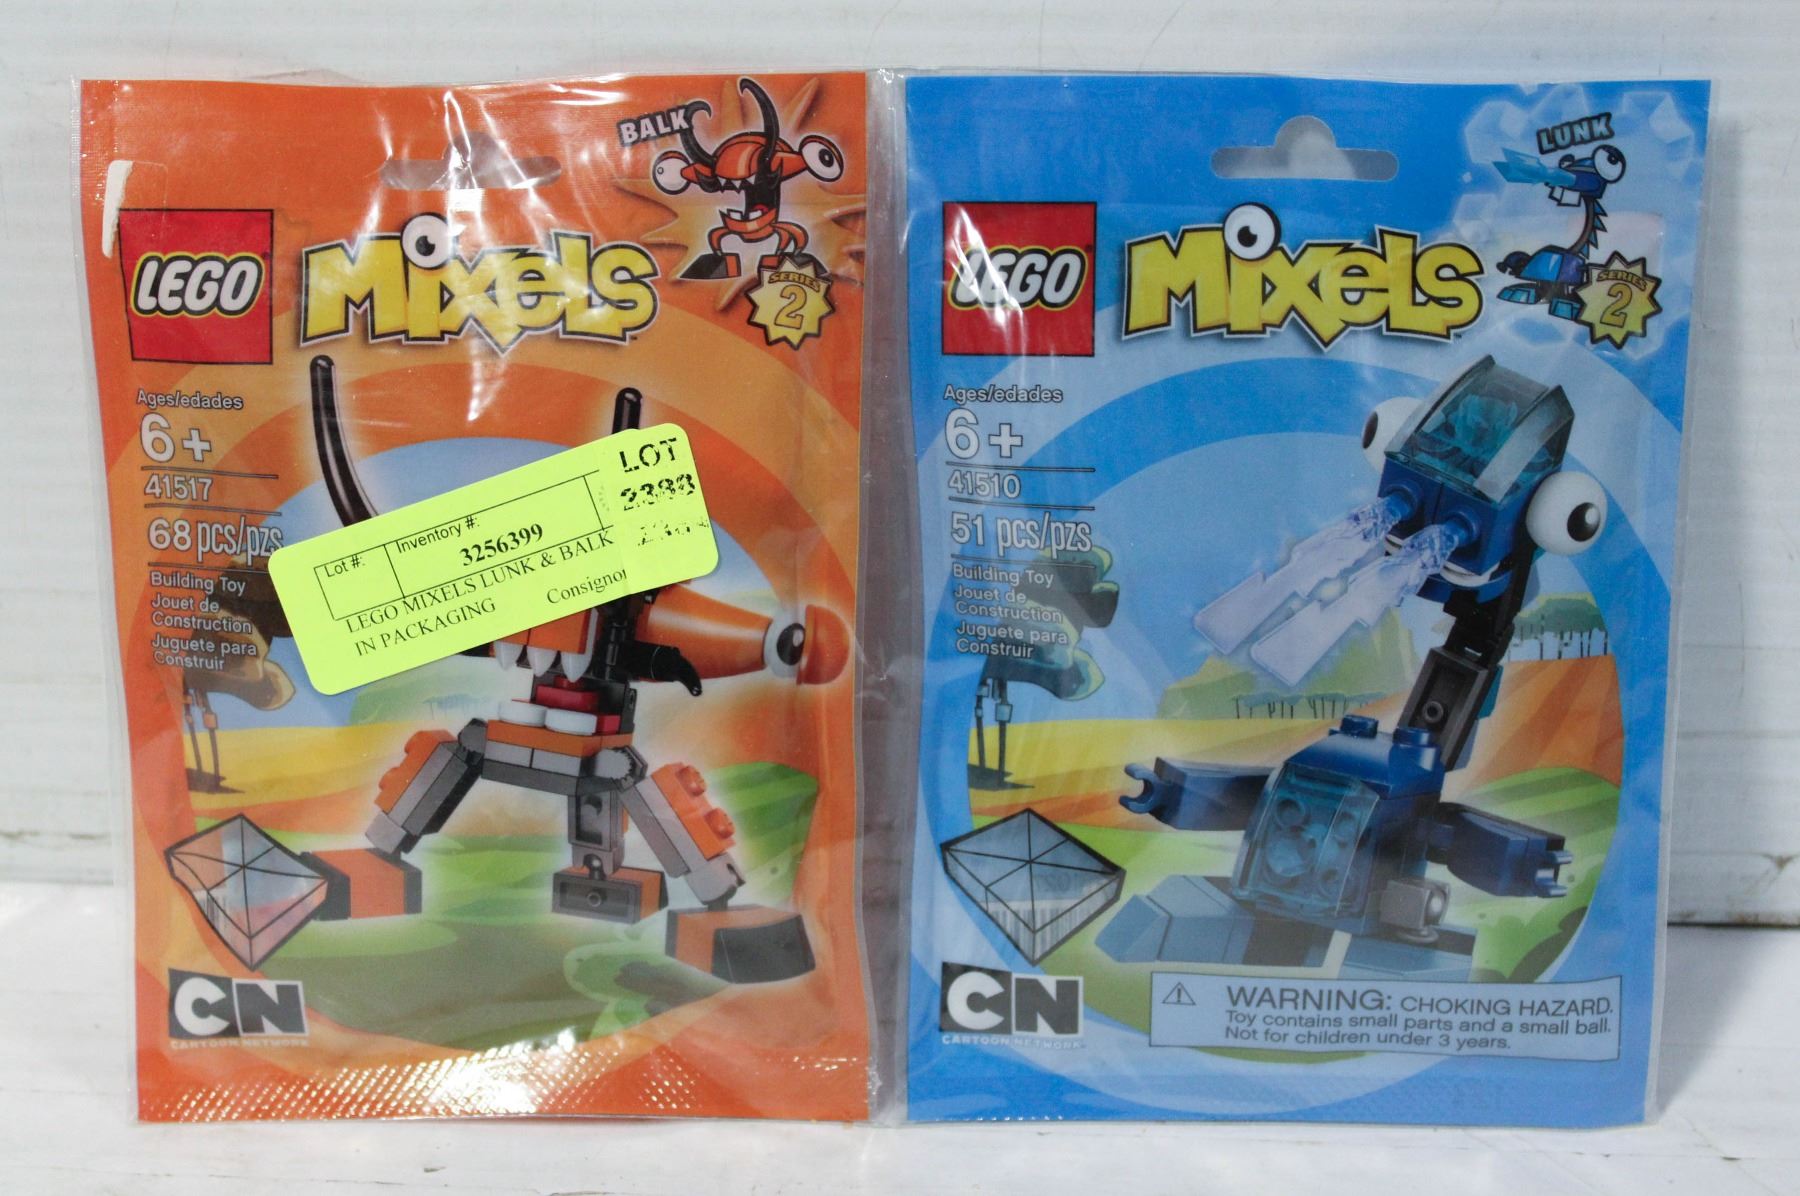 BALK
LEGO
Mixels
SERIES
2
Ages/edades
6+
41517
68 pcs/pzs
Building Toy
Jouet de
Construction
Juguete para
Construir
CN
CARTOON NETWORK
LOT
2388
Lot #:
Inventory #:
3256399
LEGO MIXELS LUNK & BALK
IN PACKAGING Consignor
LUNK
LEGO
Mixels
SERIES
2
Ages/edades
6+
41510
51 pcs/pzs
Building Toy
Jouet de
Construction
Juguete para
Construir
CN
CARTOON NETWORK
WARNING: CHOKING HAZARD.
Toy contains small parts and a small ball.
Not for children under 3 years.